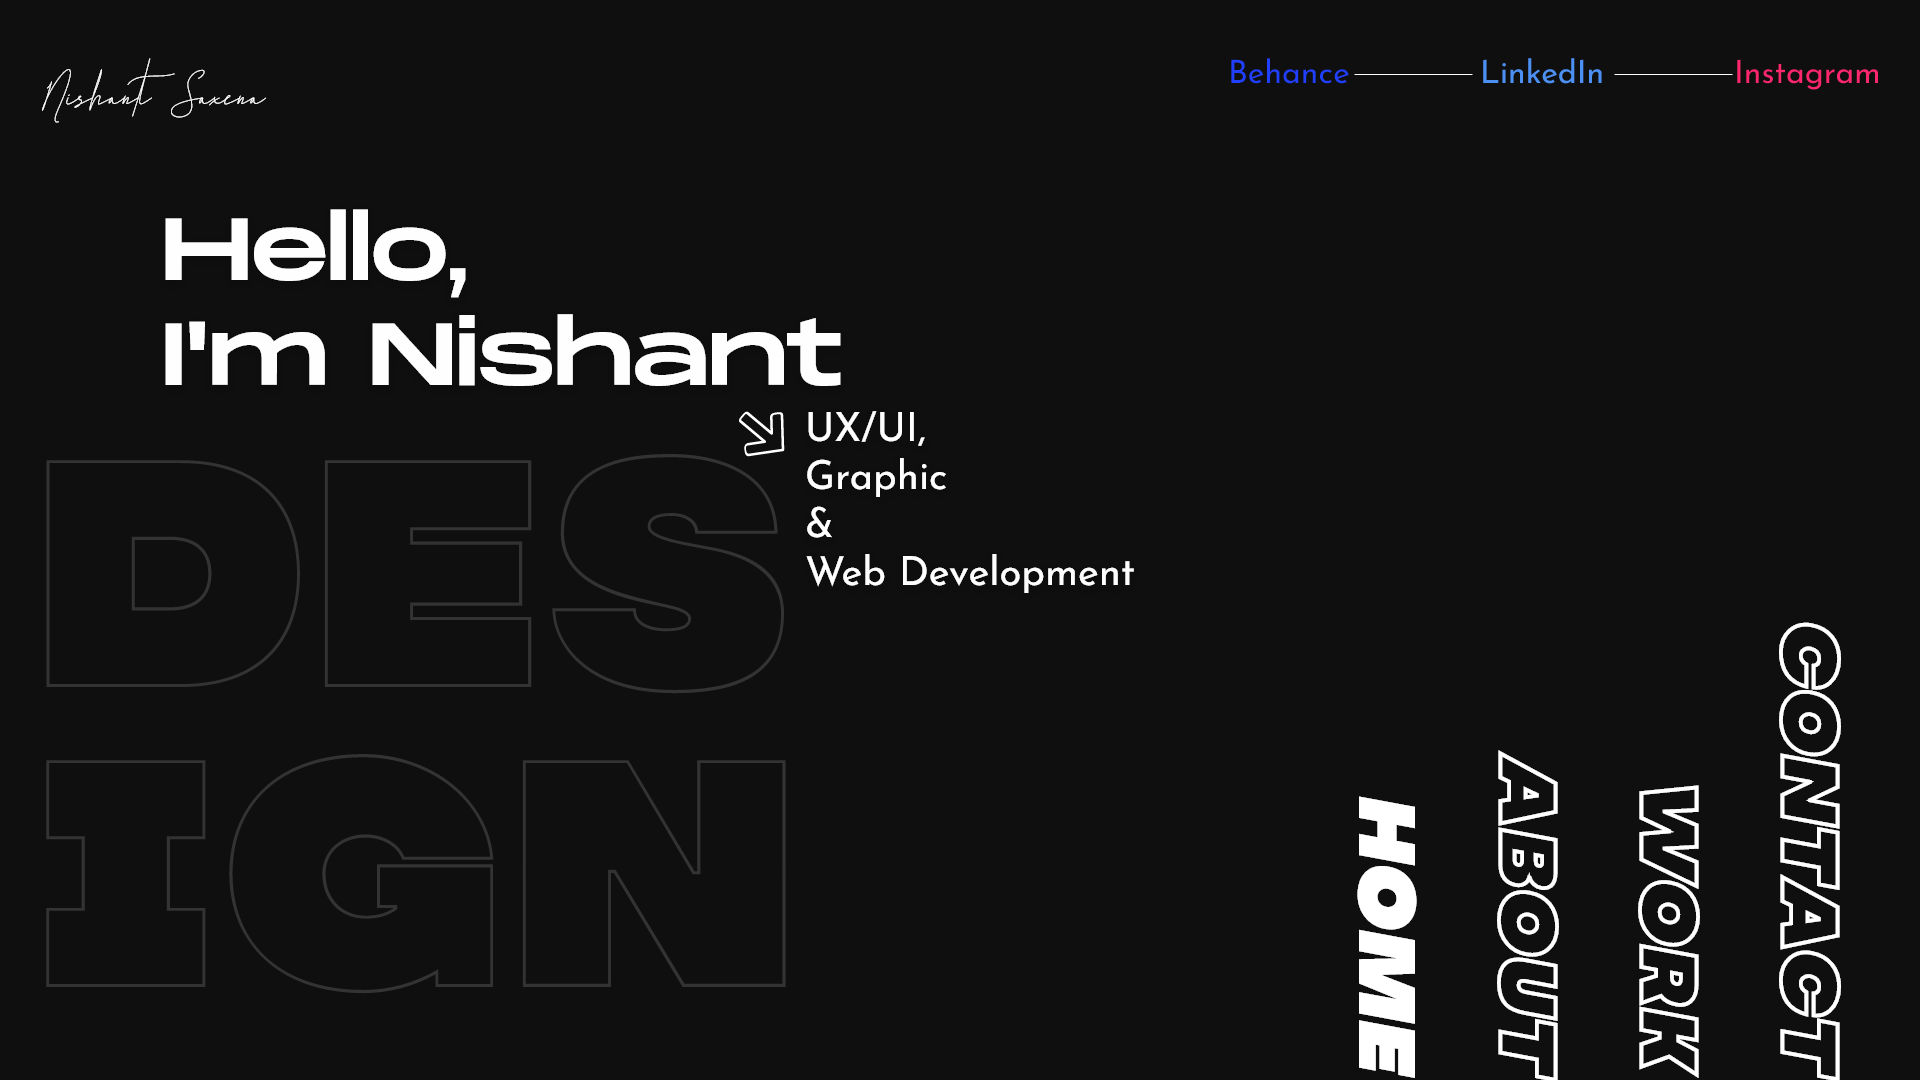 Nishant Saxena
Behance LinkedIn Instagram
Hello,
I'm Nishant
UX/UI,
Graphic
&
Web Development
DES
IGN
HOME
ABOUT
WORK
CONTACT